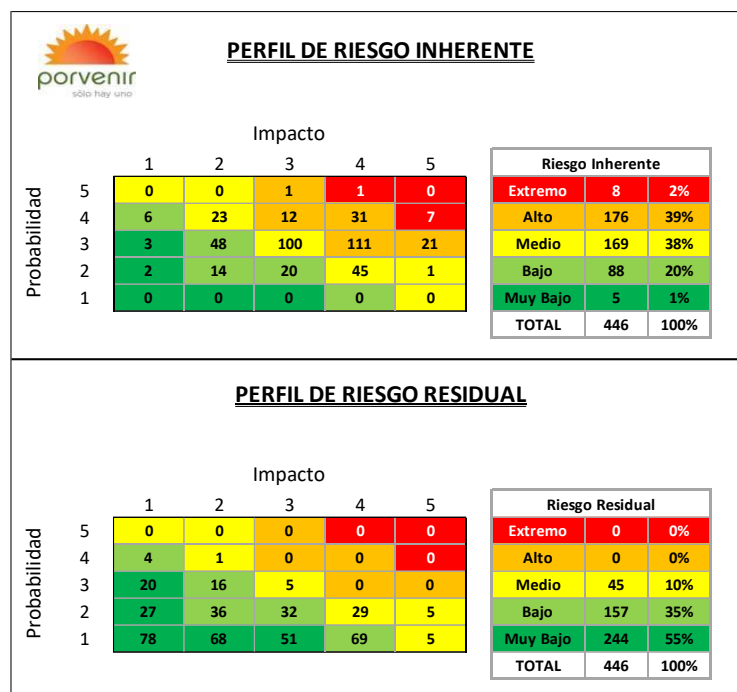 PERFIL DE RIESGO INHERENTE
porvenir
sólo hay uno
Impacto
1 2 3 4 5
Probabilidad
5 0 0 1 1 0
4 6 23 12 31 7
3 3 48 100 111 21
2 2 14 20 45 1
1 0 0 0 0 0
Riesgo Inherente
Extremo 8 2%
Alto 176 39%
Medio 169 38%
Bajo 88 20%
Muy Bajo 5 1%
TOTAL 446 100%
PERFIL DE RIESGO RESIDUAL
Impacto
1 2 3 4 5
Probabilidad
5 0 0 0 0 0
4 4 1 0 0 0
3 20 16 5 0 0
2 27 36 32 29 5
1 78 68 51 69 5
Riesgo Residual
Extremo 0 0%
Alto 0 0%
Medio 45 10%
Bajo 157 35%
Muy Bajo 244 55%
TOTAL 446 100%